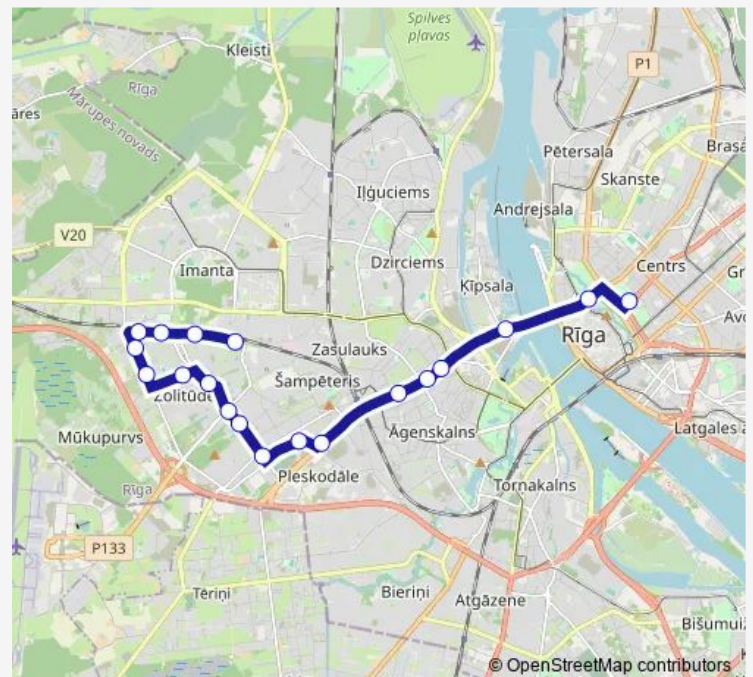 Spilves
pļavas
Kleisti
P1
Rīga
Mārupes novads
āres
Pētersala
Brasa
Skanste
Iļģuciems
Andrejsala
V20
Dzirciems
Centrs
Imanta
Ķīpsala
Gr
Avo
Rīga
Zasulauks
Šampēteris
Zolitūde
Mūkupurvs
Āgenskalns
Latgales a
Pleskodāle
Rīga
Torņakalns
P133
Tēriņi
Bieriņi
Atgāzene
Bišumui
© OpenStreetMap contributors